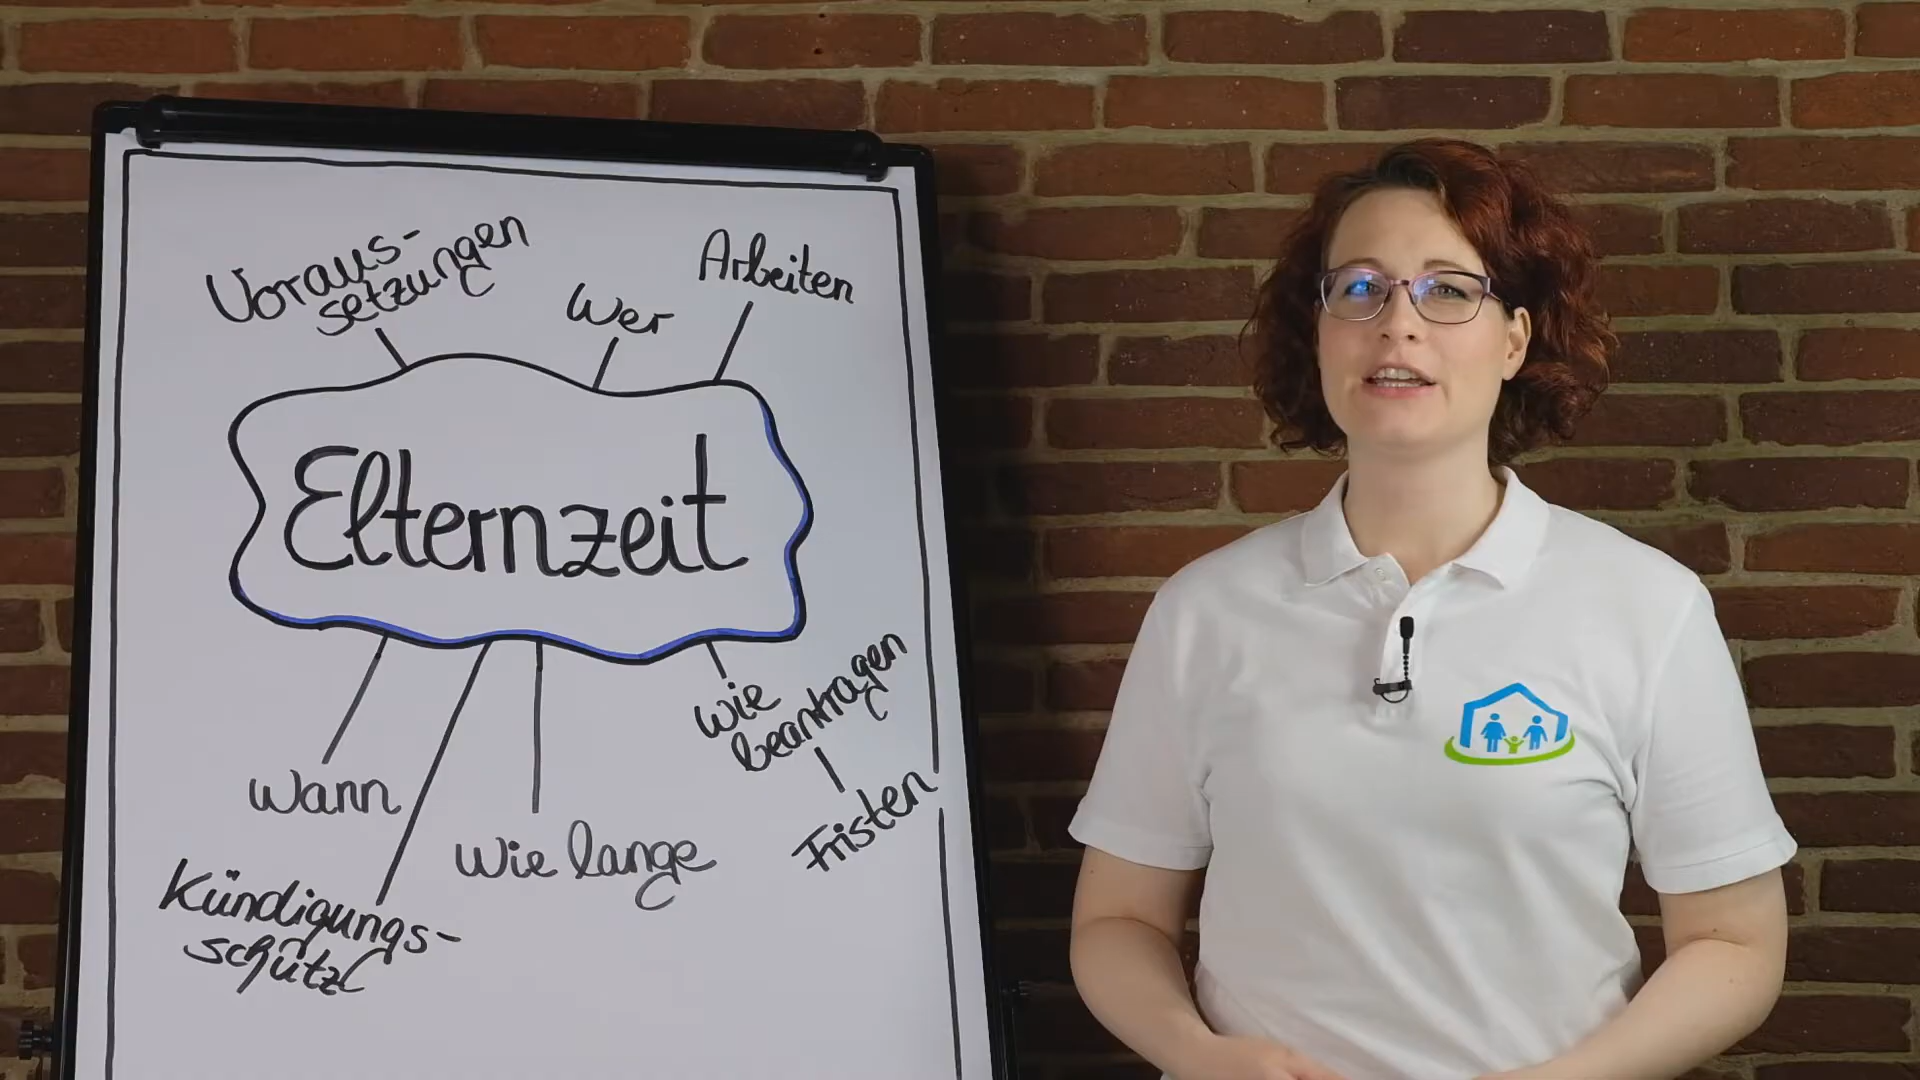 Voraus-
setzungen
Wer
Arbeiten
Elternzeit
Wann
Kündigungs-
schutz
Wie lange
Wie
beantragen
Fristen